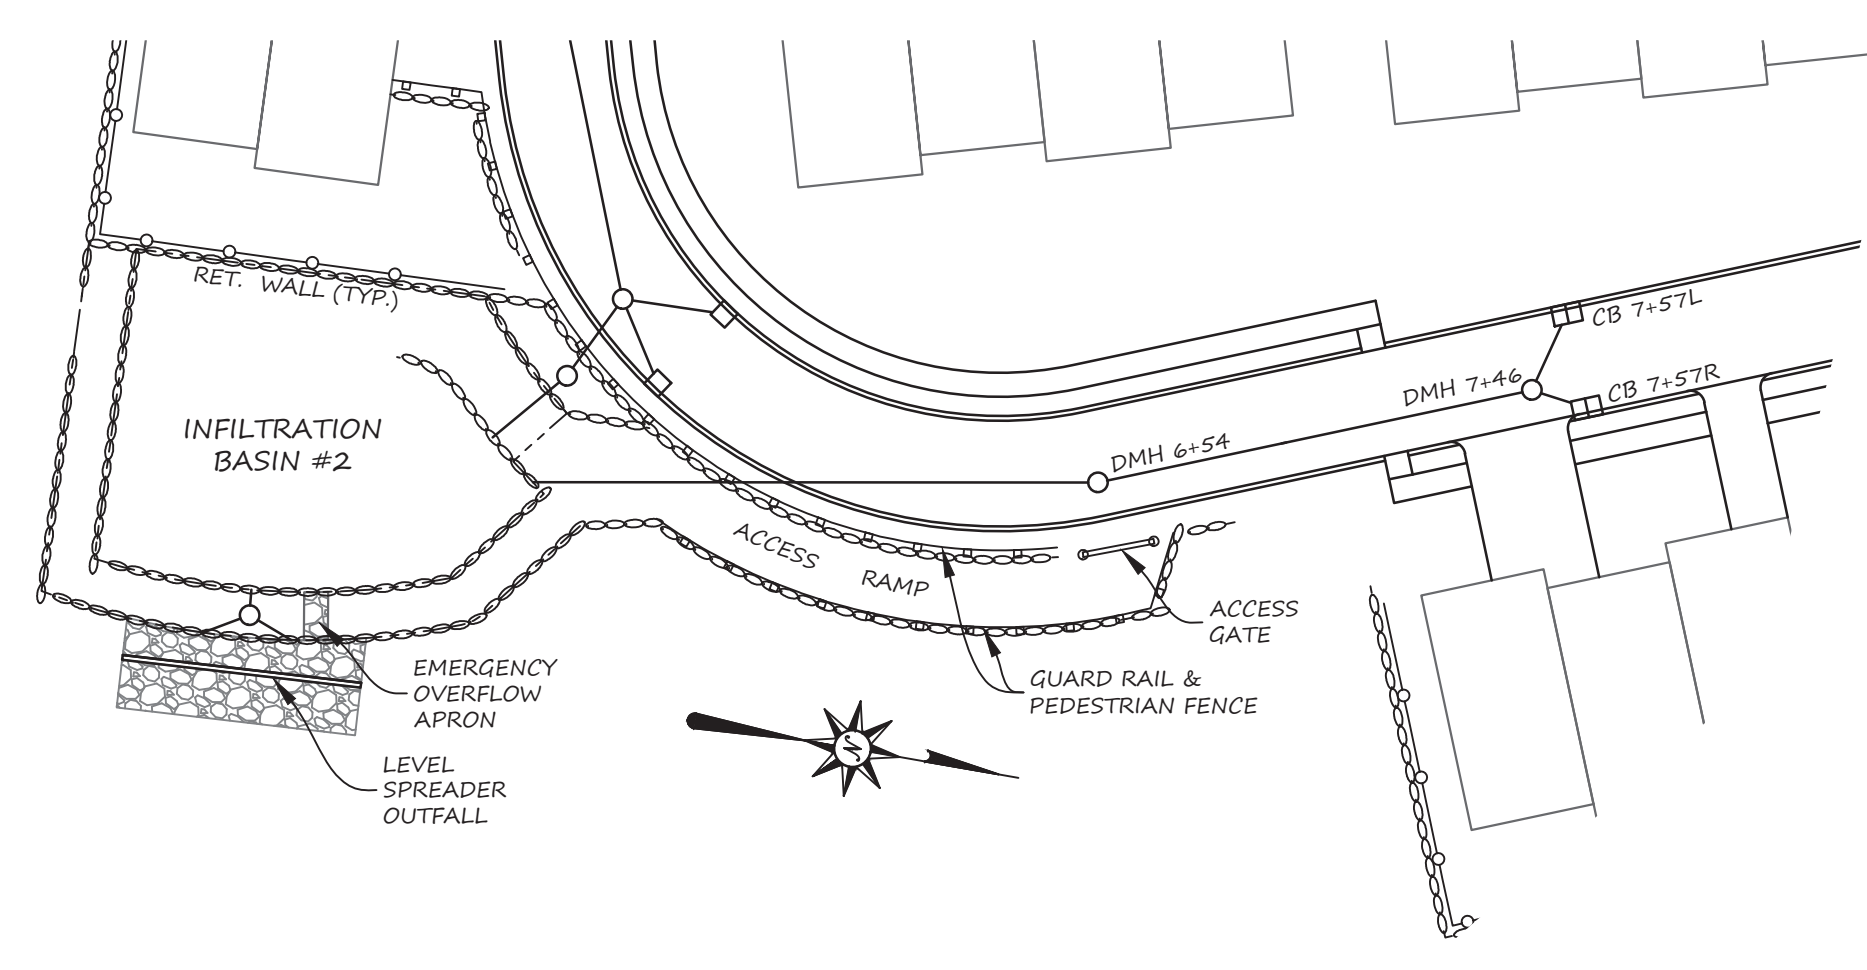 RET. WALL (TYP.)
CB 7+57L
DMH 7+46
CB 7+57R
INFILTRATION
BASIN #2
DMH 6+54
ACCESS RAMP
ACCESS
GATE
EMERGENCY
OVERFLOW
APRON
GUARD RAIL &
PEDESTRIAN FENCE
N
LEVEL
SPREADER
OUTFALL